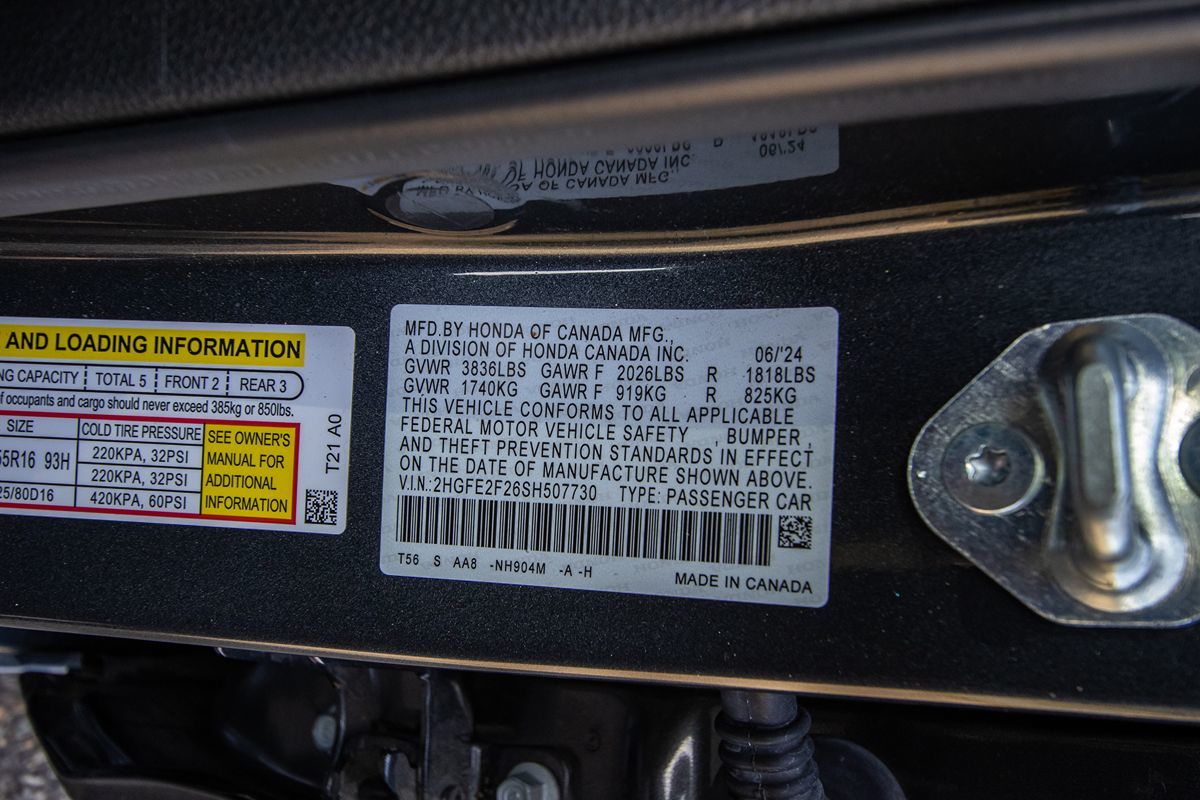 AND LOADING INFORMATION
NG CAPACITY TOTAL 5 FRONT 2 REAR 3
of occupants and cargo should never exceed 385kg or 850lbs.
SIZE COLD TIRE PRESSURE
55R16 93H 220KPA, 32PSI
220KPA, 32PSI
25/80D16 420KPA, 60PSI
SEE OWNER'S
MANUAL FOR
ADDITIONAL
INFORMATION
T21 A0
MFD.BY HONDA OF CANADA MFG.,
A DIVISION OF HONDA CANADA INC. 06/'24
GVWR 3836LBS GAWR F 2026LBS R 1818LBS
GVWR 1740KG GAWR F 919KG R 825KG
THIS VEHICLE CONFORMS TO ALL APPLICABLE
FEDERAL MOTOR VEHICLE SAFETY , BUMPER ,
AND THEFT PREVENTION STANDARDS IN EFFECT
ON THE DATE OF MANUFACTURE SHOWN ABOVE.
V.I.N:2HGFE2F26SH507730 TYPE: PASSENGER CAR
T56 S AA8 -NH904M -A -H
MADE IN CANADA